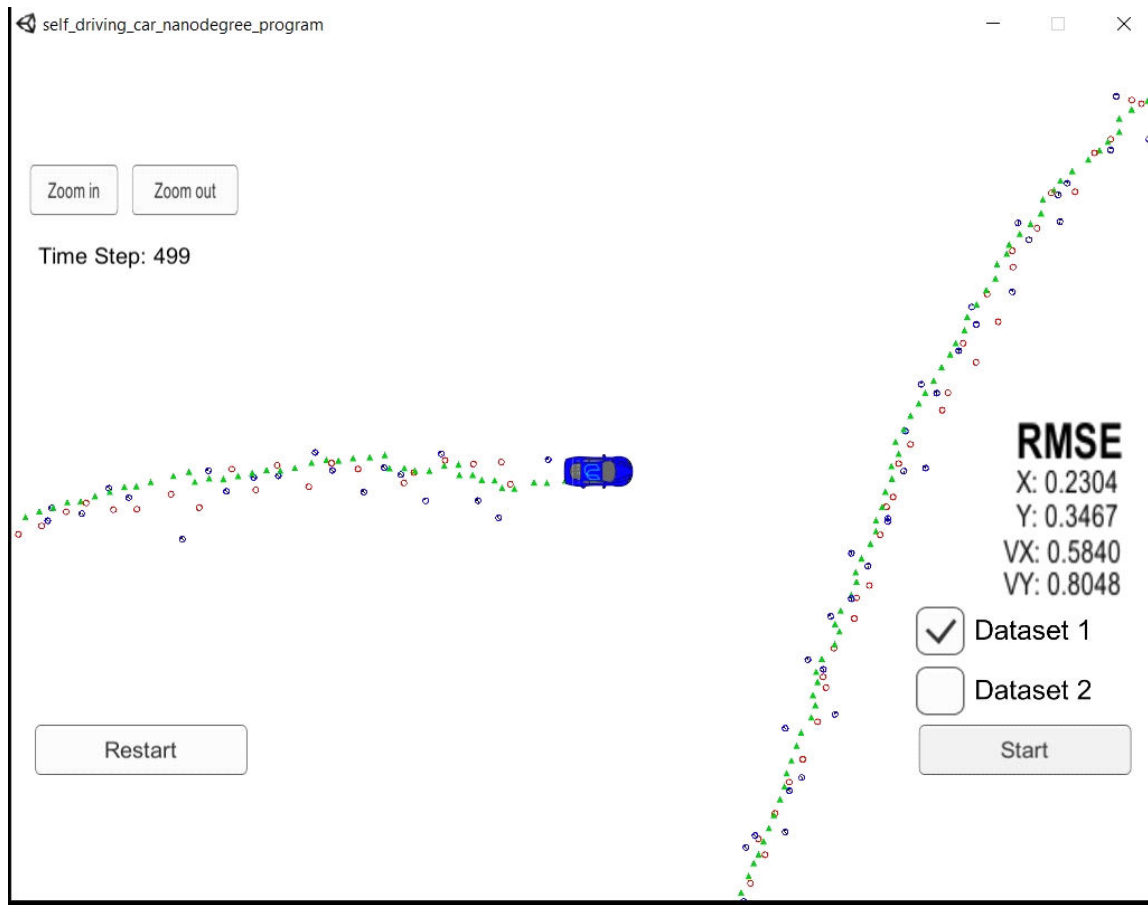 self_driving_car_nanodegree_program
Zoom in
Zoom out
Time Step: 499
RMSE
X: 0.2304
Y: 0.3467
VX: 0.5840
VY: 0.8048
Dataset 1
Dataset 2
Restart
Start